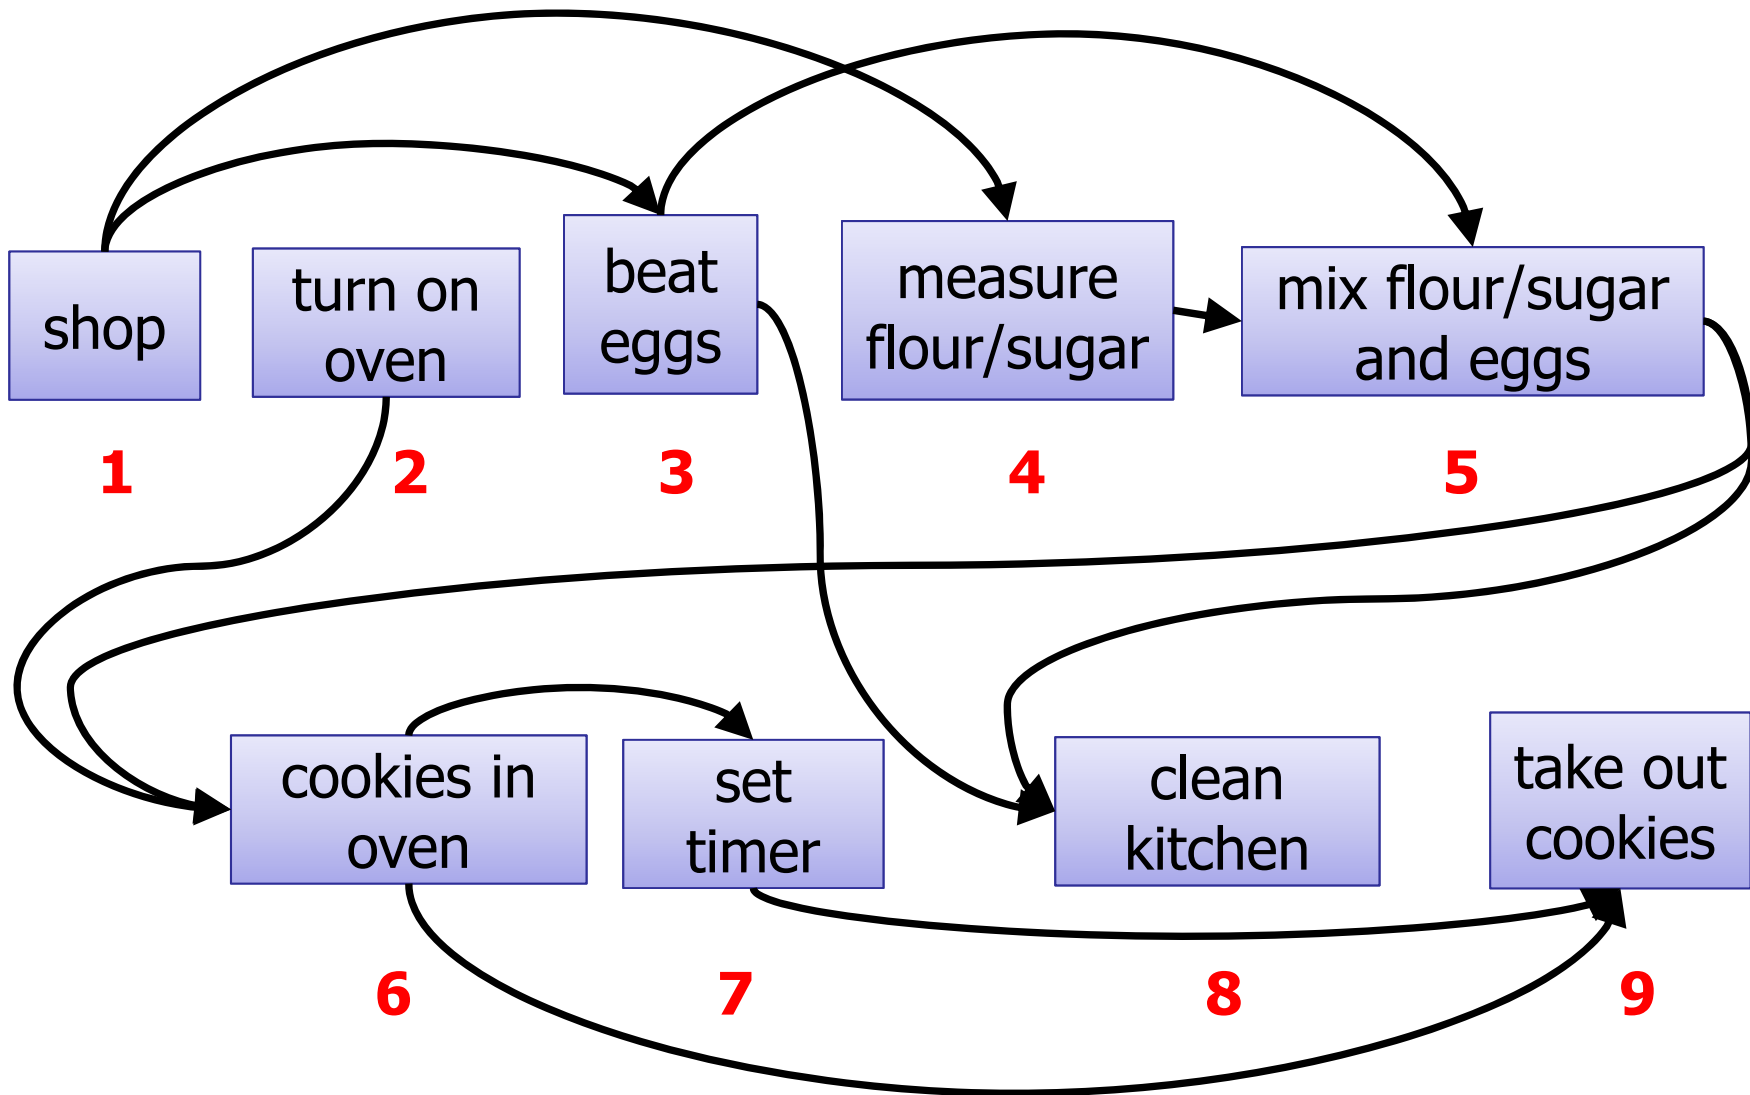 shop
turn on
oven
beat
eggs
measure
flour/sugar
mix flour/sugar
and eggs
1
2
3
4
5
cookies in
oven
set
timer
clean
kitchen
take out
cookies
6
7
8
9